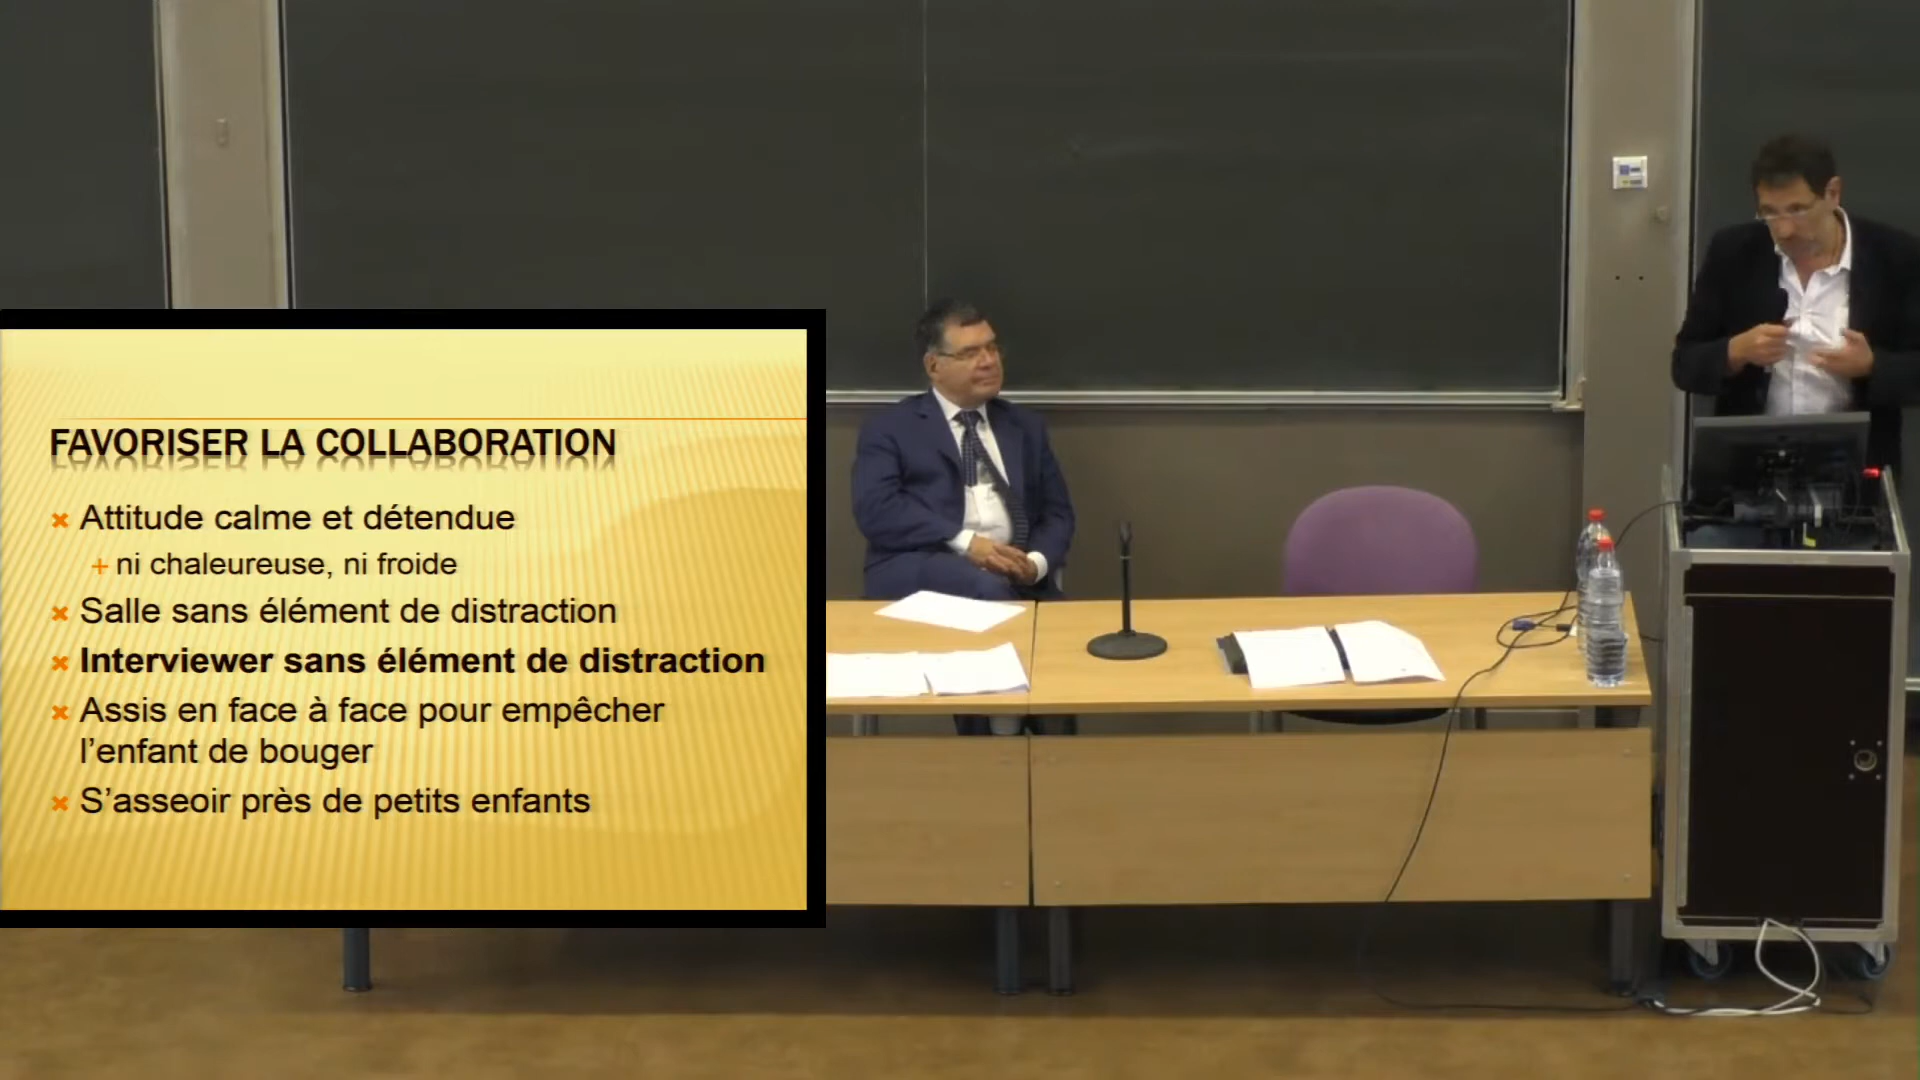 FAVORISER LA COLLABORATION
Attitude calme et détendue
ni chaleureuse, ni froide
Salle sans élément de distraction
Interviewer sans élément de distraction
Assis en face à face pour empêcher
l’enfant de bouger
S’asseoir près de petits enfants